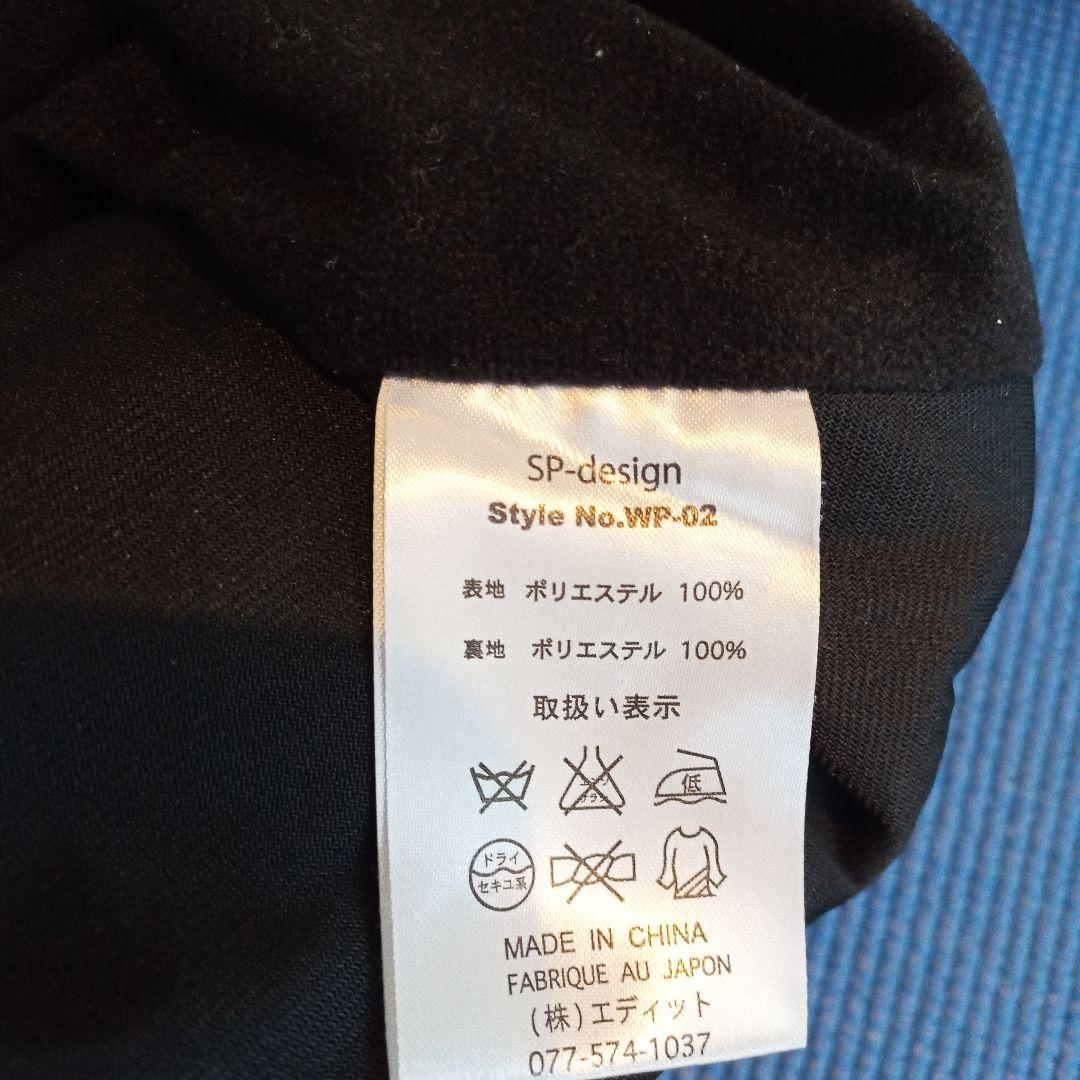 SP-design
Style No.WP-02
表地 ポリエステル 100%
裏地 ポリエステル 100%
取扱い表示
低
ドライ
セキユ系
MADE IN CHINA
FABRIQUE AU JAPON
(株)エディット
077-574-1037